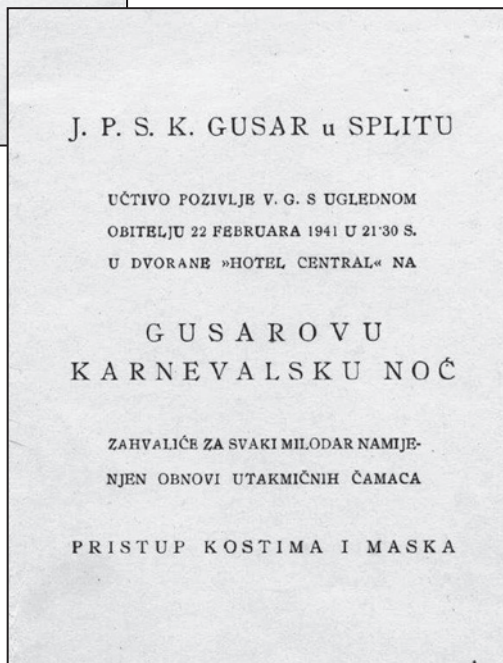 J. P. S. K. GUSAR u SPLITU
UČTIVO POZIVLJE V. G. S UGLEDNOM
OBITELJU 22 FEBRUARA 1941 U 21·30 S.
U DVORANE »HOTEL CENTRAL« NA
GUSAROVU
KARNEVALSKU NOĆ
ZAHVALIĆE ZA SVAKI MILODAR NAMIJE-
NJEN OBNOVI UTAKMIČNIH ČAMACA
PRISTUP KOSTIMA I MASKA